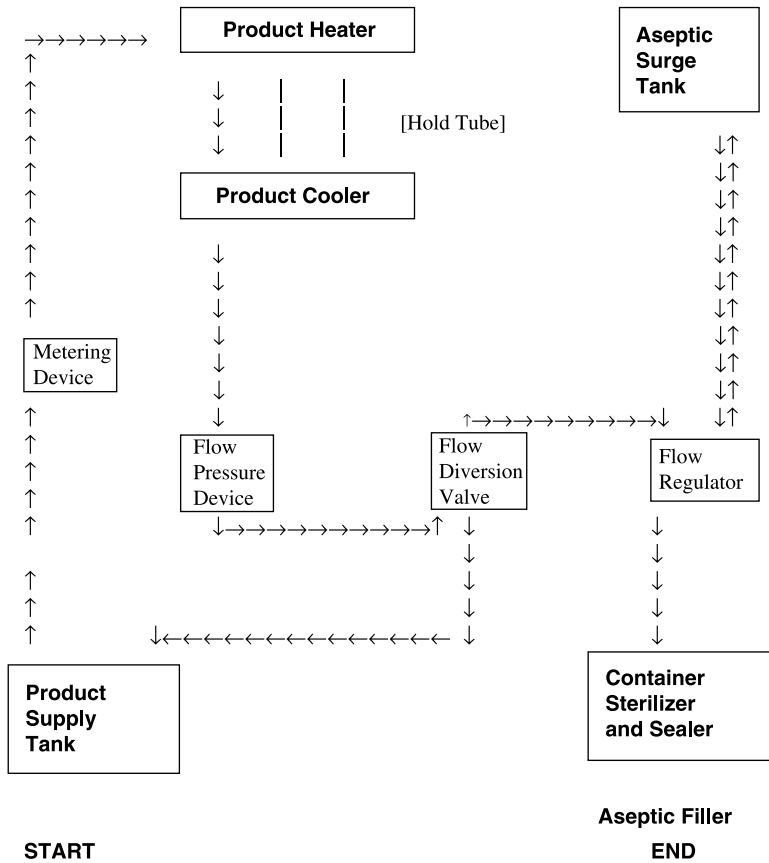 Product Heater
Aseptic
Surge
Tank
[Hold Tube]
Product Cooler
Metering
Device
Flow
Pressure
Device
Flow
Diversion
Valve
Flow
Regulator
Product
Supply
Tank
Container
Sterilizer
and Sealer
Aseptic Filler
START
END